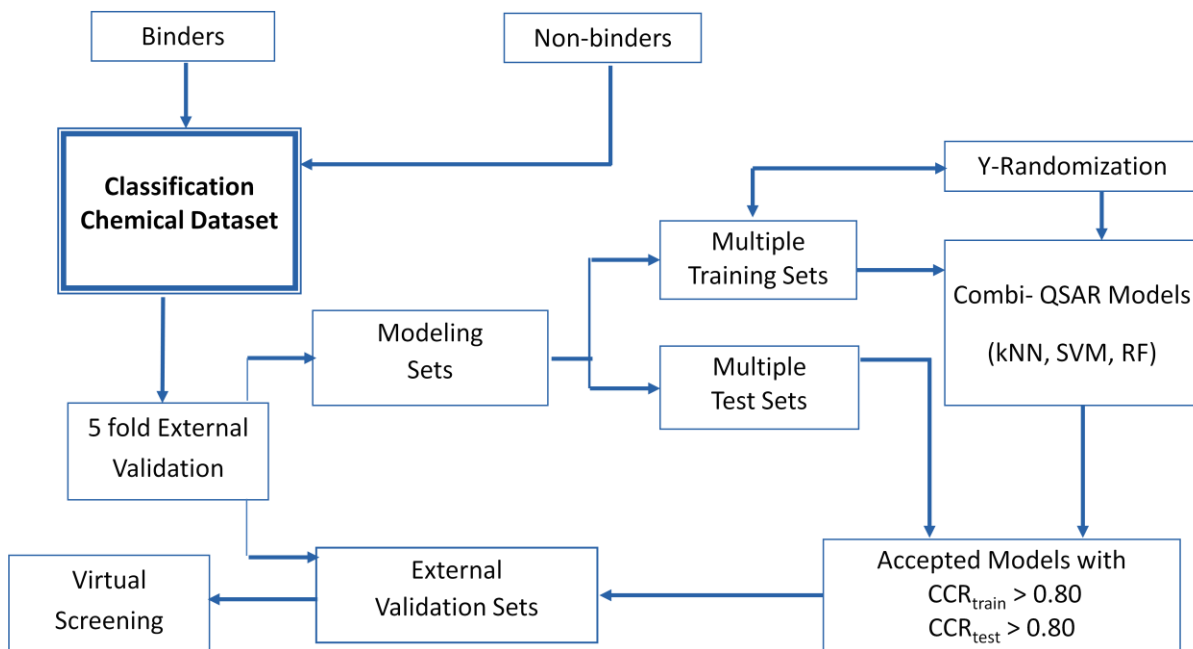 Binders
Non-binders
Classification
Chemical Dataset
Y-Randomization
Multiple
Training Sets
Combi- QSAR Models
(kNN, SVM, RF)
Modeling
Sets
Multiple
Test Sets
5 fold External
Validation
Virtual
Screening
External
Validation Sets
Accepted Models with
CCRtrain > 0.80
CCRtest > 0.80